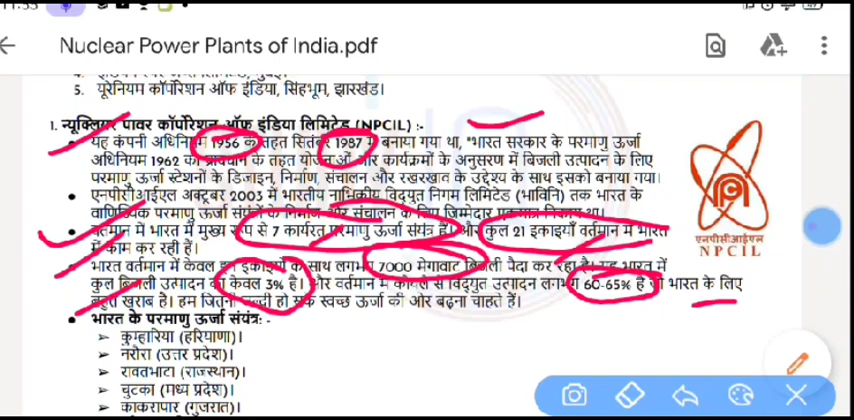 11:55
Nuclear Power Plants of India.pdf
5. यूरेनियम कॉर्पोरेशन ऑफ इंडिया, सिंहभूम, झारखंड।
1. न्यूक्लियर पावर कॉर्पोरेशन ऑफ इंडिया लिमिटेड (NPCIL) :-
यह कंपनी अधिनियम 1956 के तहत सितंबर 1987 में बनाया गया था, "भारत सरकार के परमाणु ऊर्जा
अधिनियम 1962 के प्रावधान के तहत योजनाओं और कार्यक्रमों के अनुसरण में बिजली उत्पादन के लिए
परमाणु ऊर्जा स्टेशनों के डिजाइन, निर्माण, संचालन और रखरखाव के उद्देश्य के साथ इसको बनाया गया।
• एनपीसीआईएल अक्टूबर 2003 में भारतीय नाभिकीय विद्युत निगम लिमिटेड (भाविनि) तक भारत के
वाणिज्यिक परमाणु ऊर्जा संयंत्रों के निर्माण और संचालन के लिए जिम्मेदार एकमात्र निकाय था।
वर्तमान में भारत में मुख्य रूप से 7 कार्यरत परमाणु ऊर्जा संयंत्र हैं। और कुल 21 इकाइयाँ वर्तमान में भारत
में काम कर रही हैं।
भारत वर्तमान में केवल इन इकाइयों के साथ लगभग 7000 मेगावाट बिजली पैदा कर रहा है। यह भारत में
कुल बिजली उत्पादन का केवल 3% है। और वर्तमान में कोयले से विद्युत उत्पादन लगभग 60-65% है जो भारत के लिए
बहुत खराब है। हम जितना जल्दी हो सके स्वच्छ ऊर्जा की ओर बढ़ना चाहते हैं।
• भारत के परमाणु ऊर्जा संयंत्र: -
➢ कुम्हारिया (हरियाणा)।
➢ नरोरा (उत्तर प्रदेश)।
➢ रावतभाटा (राजस्थान)।
➢ चुटका (मध्य प्रदेश)।
➢ काकरापार (गुजरात)।
एनपीसीआईएल
NPCIL